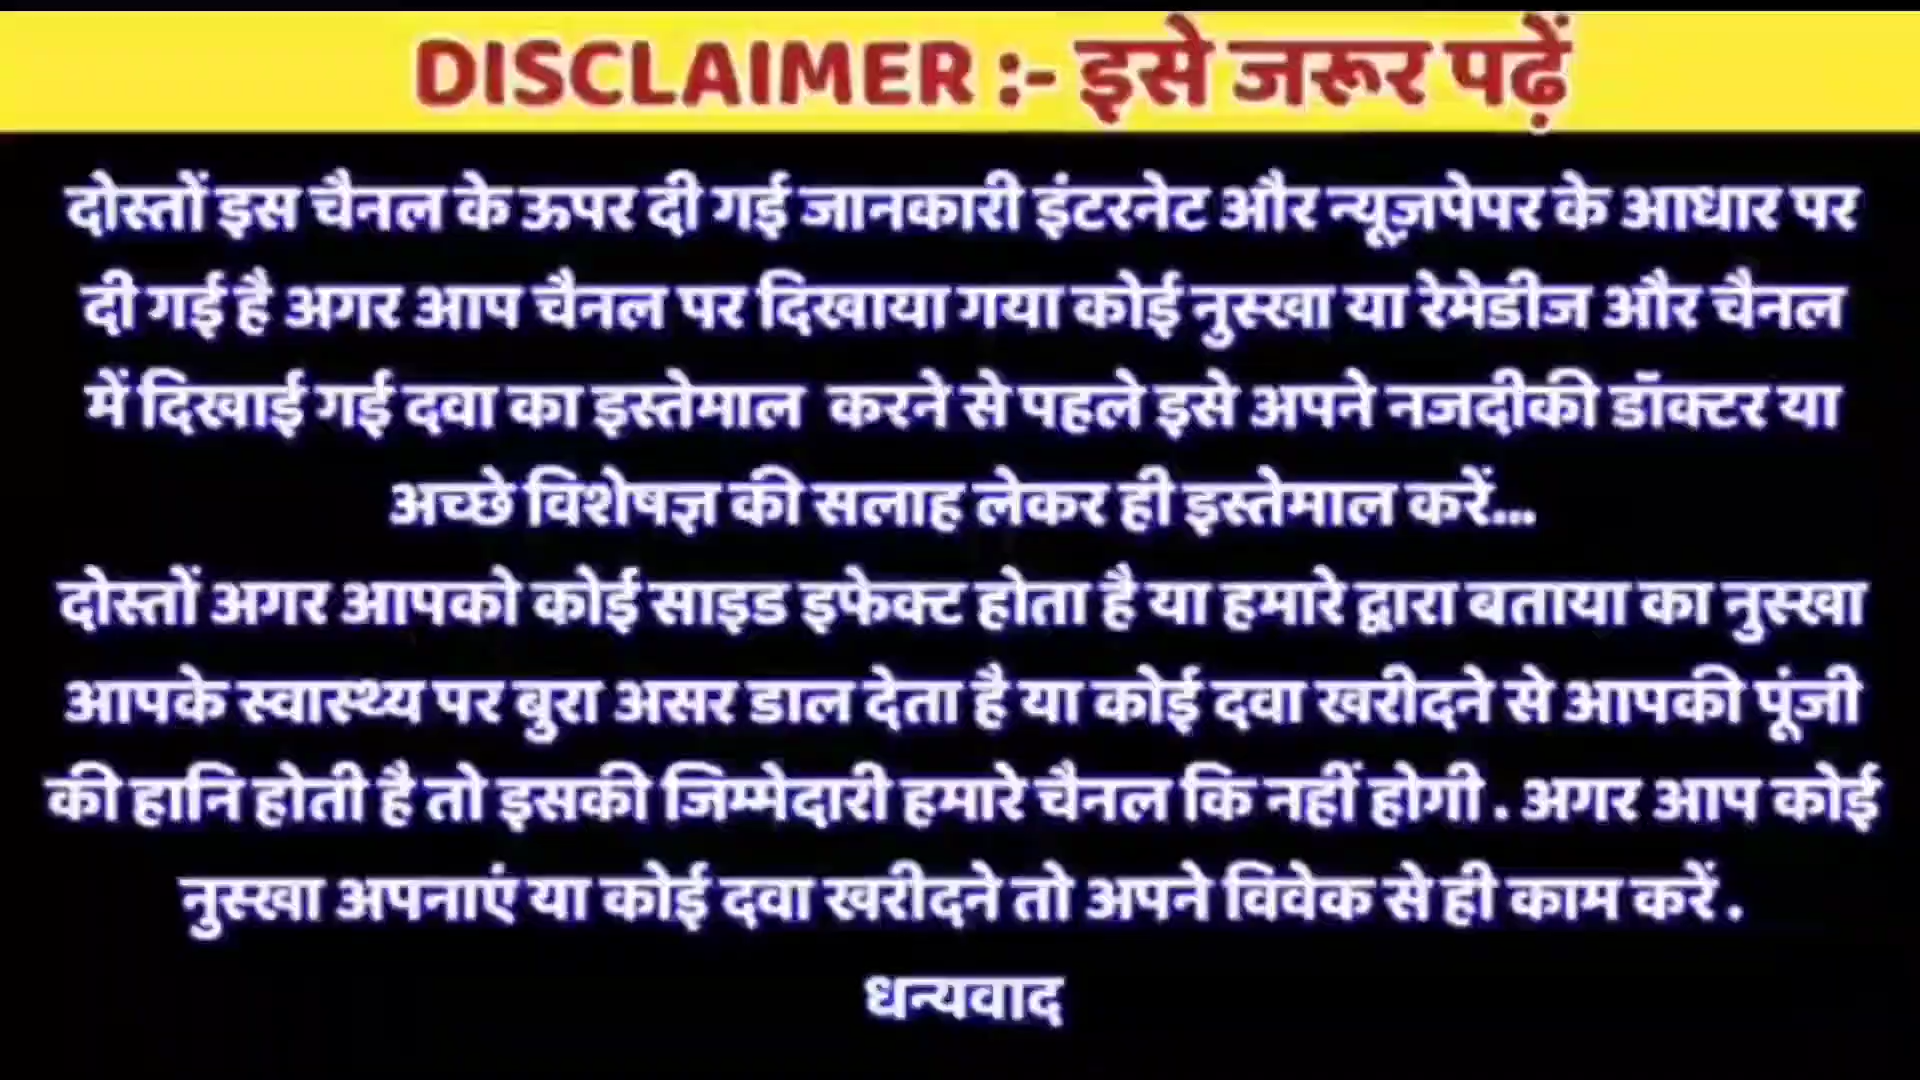 DISCLAIMER :- इसे जरूर पढ़ें
दोस्तों इस चैनल के ऊपर दी गई जानकारी इंटरनेट और न्यूज़पेपर के आधार पर
दी गई है अगर आप चैनल पर दिखाया गया कोई नुस्खा या रेमेडीज और चैनल
में दिखाई गई दवा का इस्तेमाल करने से पहले इसे अपने नजदीकी डॉक्टर या
अच्छे विशेषज्ञ की सलाह लेकर ही इस्तेमाल करें...
दोस्तों अगर आपको कोई साइड इफेक्ट होता है या हमारे द्वारा बताया का नुस्खा
आपके स्वास्थ्य पर बुरा असर डाल देता है या कोई दवा खरीदने से आपकी पूंजी
की हानि होती है तो इसकी जिम्मेदारी हमारे चैनल कि नहीं होगी . अगर आप कोई
नुस्खा अपनाएं या कोई दवा खरीदने तो अपने विवेक से ही काम करें .
धन्यवाद